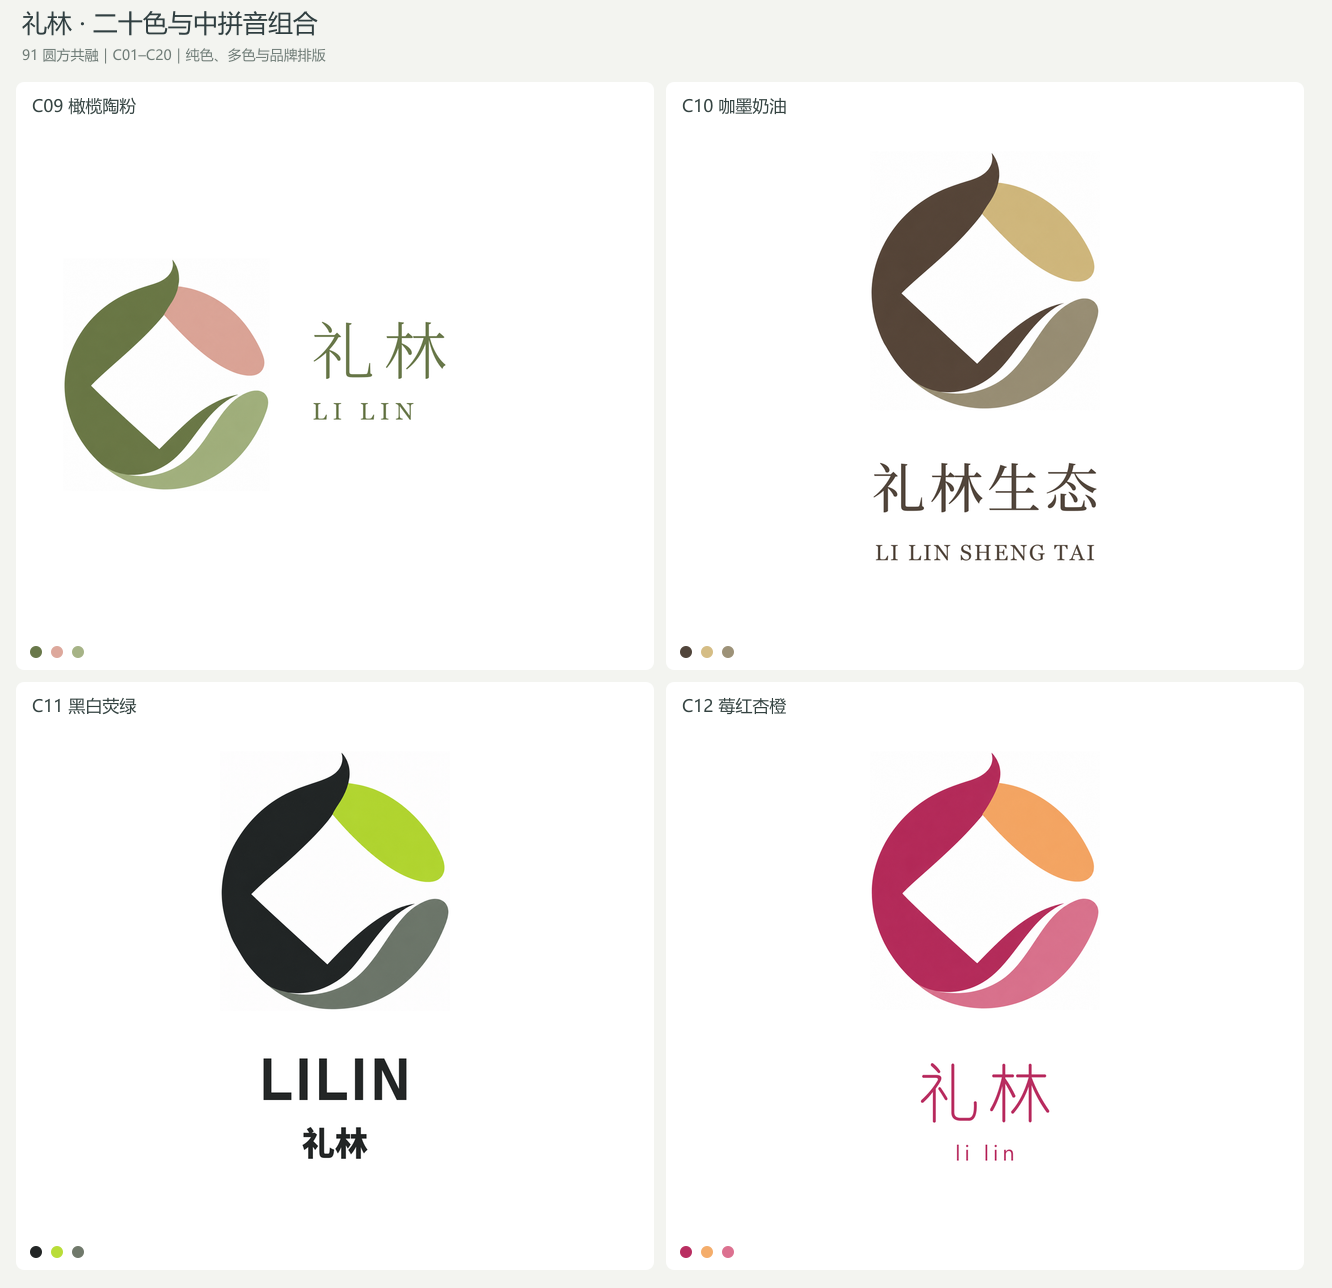 礼林 · 二十色与中拼音组合
91 圆方共融 | C01–C20 | 纯色、多色与品牌排版
C09 橄榄陶粉
礼林
LI LIN
C10 咖墨奶油
礼林生态
LI LIN SHENG TAI
C11 黑白荧绿
LILIN
礼林
C12 莓红杏橙
礼林
li lin